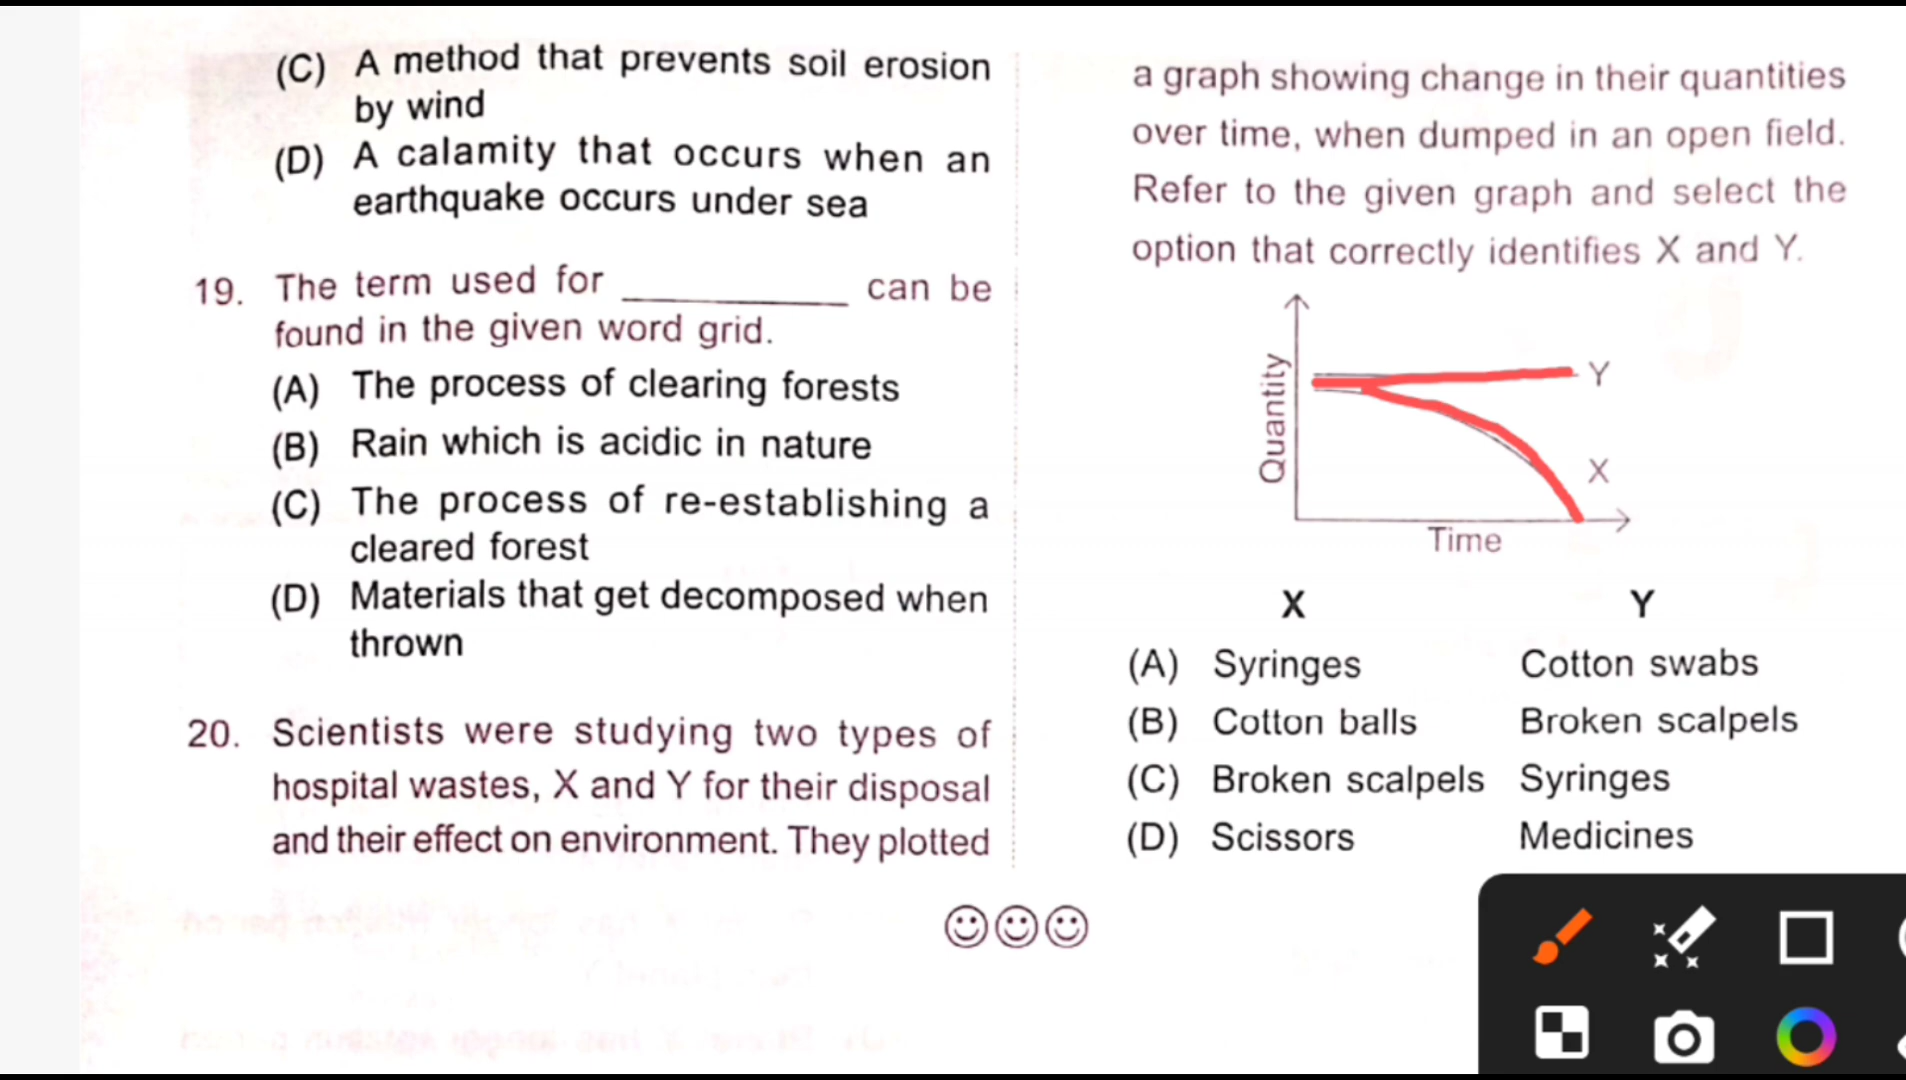 (C) A method that prevents soil erosion
by wind
(D) A calamity that occurs when an
earthquake occurs under sea
19. The term used for ____________ can be
found in the given word grid.
(A) The process of clearing forests
(B) Rain which is acidic in nature
(C) The process of re-establishing a
cleared forest
(D) Materials that get decomposed when
thrown
20. Scientists were studying two types of
hospital wastes, X and Y for their disposal
and their effect on environment. They plotted
a graph showing change in their quantities
over time, when dumped in an open field.
Refer to the given graph and select the
option that correctly identifies X and Y.
Quantity
Y
X
Time
X Y
(A) Syringes Cotton swabs
(B) Cotton balls Broken scalpels
(C) Broken scalpels Syringes
(D) Scissors Medicines